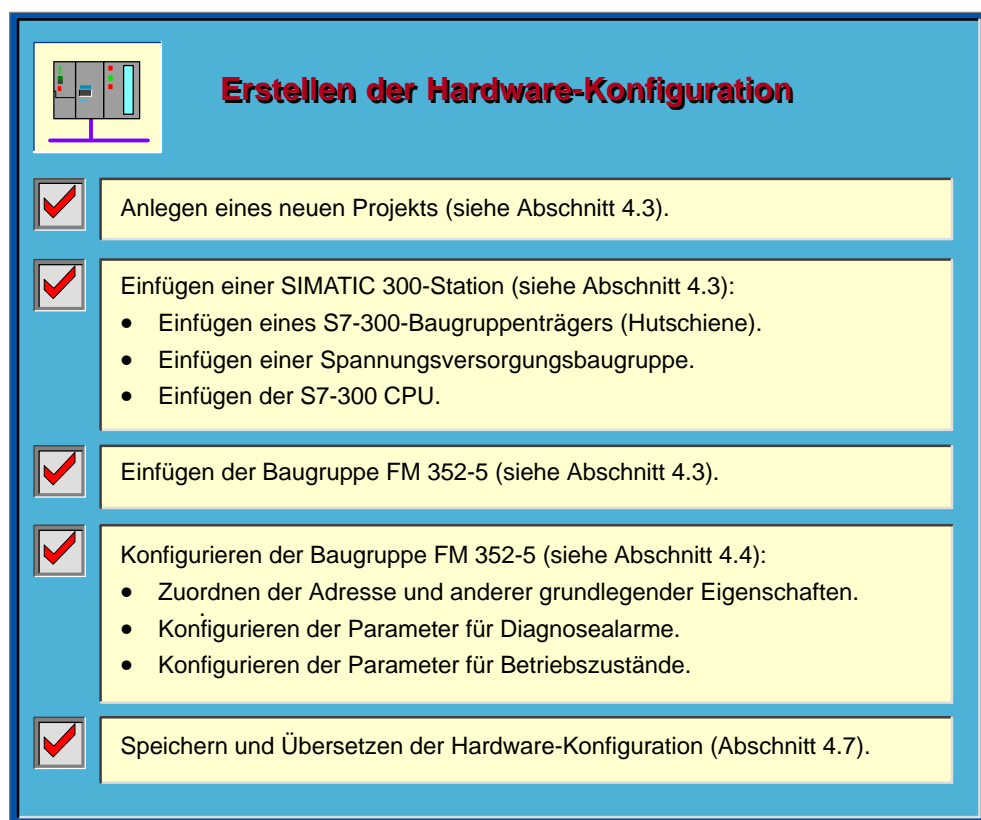 Erstellen der Hardware-Konfiguration
Anlegen eines neuen Projekts (siehe Abschnitt 4.3).
Einfügen einer SIMATIC 300-Station (siehe Abschnitt 4.3):
• Einfügen eines S7-300-Baugruppenträgers (Hutschiene).
• Einfügen einer Spannungsversorgungsbaugruppe.
• Einfügen der S7-300 CPU.
Einfügen der Baugruppe FM 352-5 (siehe Abschnitt 4.3).
Konfigurieren der Baugruppe FM 352-5 (siehe Abschnitt 4.4):
• Zuordnen der Adresse und anderer grundlegender Eigenschaften.
• Konfigurieren der Parameter für Diagnosealarme.
• Konfigurieren der Parameter für Betriebszustände.
Speichern und Übersetzen der Hardware-Konfiguration (Abschnitt 4.7).